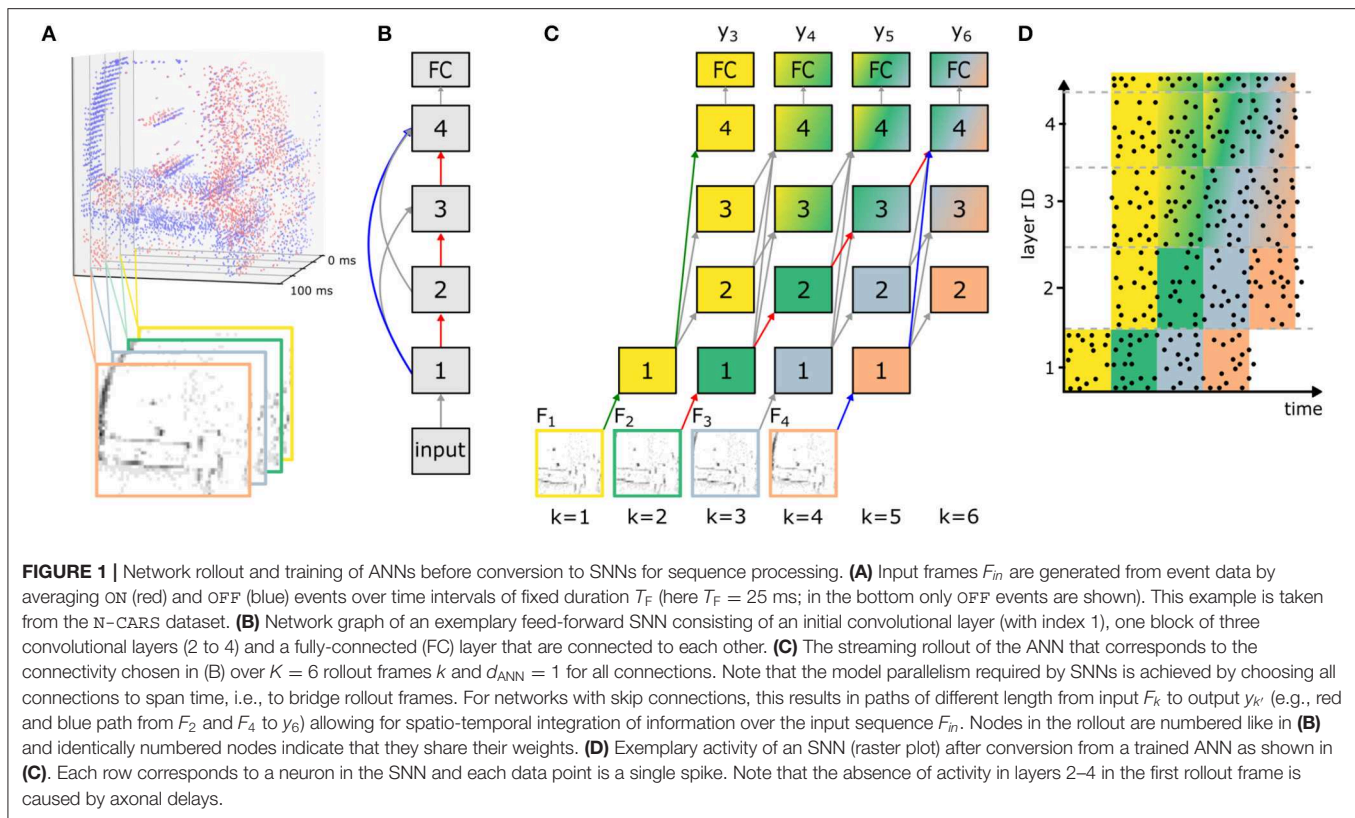 A
0 ms
100 ms
B
FC
4
3
2
1
input
C
y3 y4 y5 y6
FC FC FC FC
4 4 4 4
3 3 3 3
2 2 2 2
1 1 1 1
F1 F2 F3 F4
k=1 k=2 k=3 k=4 k=5 k=6
D
layer ID
4
3
2
1
time
FIGURE 1 | Network rollout and training of ANNs before conversion to SNNs for sequence processing. (A) Input frames Fin are generated from event data by
averaging ON (red) and OFF (blue) events over time intervals of fixed duration TF (here TF = 25 ms; in the bottom only OFF events are shown). This example is taken
from the N-CARS dataset. (B) Network graph of an exemplary feed-forward SNN consisting of an initial convolutional layer (with index 1), one block of three
convolutional layers (2 to 4) and a fully-connected (FC) layer that are connected to each other. (C) The streaming rollout of the ANN that corresponds to the
connectivity chosen in (B) over K = 6 rollout frames k and dANN = 1 for all connections. Note that the model parallelism required by SNNs is achieved by choosing all
connections to span time, i.e., to bridge rollout frames. For networks with skip connections, this results in paths of different length from input Fk to output yk′ (e.g., red
and blue path from F2 and F4 to y6) allowing for spatio-temporal integration of information over the input sequence Fin. Nodes in the rollout are numbered like in (B)
and identically numbered nodes indicate that they share their weights. (D) Exemplary activity of an SNN (raster plot) after conversion from a trained ANN as shown in
(C). Each row corresponds to a neuron in the SNN and each data point is a single spike. Note that the absence of activity in layers 2–4 in the first rollout frame is
caused by axonal delays.